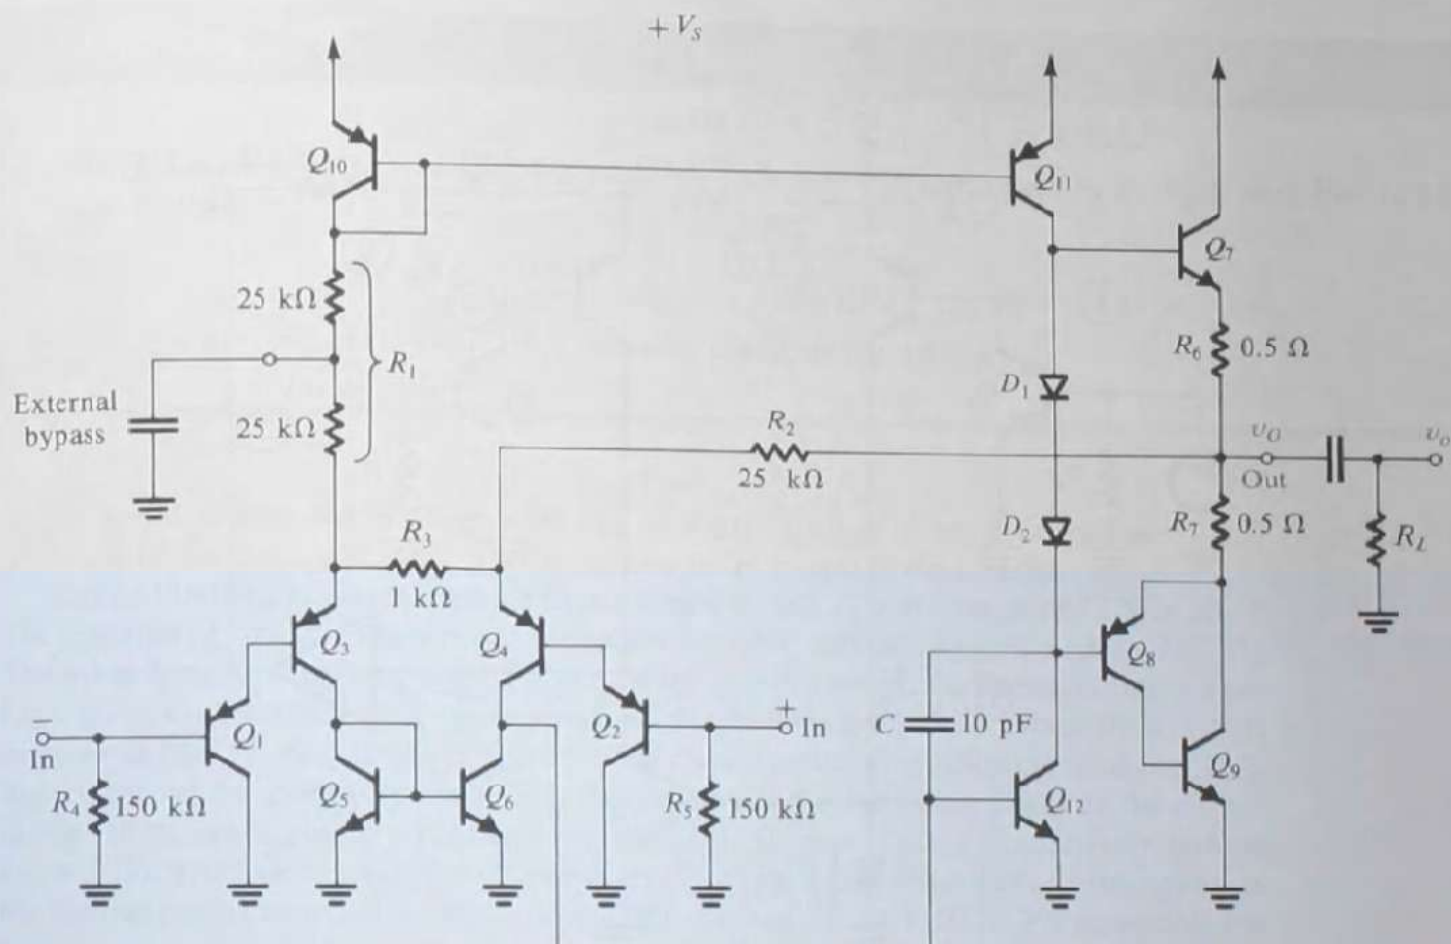 + V_S
Q_10
Q_11
Q_7
25 kΩ
R_1
R_6 0.5 Ω
External
bypass
25 kΩ
D_1
R_2
25 kΩ
v_O
Out
v_o
R_3
1 kΩ
D_2
R_7 0.5 Ω
R_L
Q_3
Q_4
Q_8
−
In
Q_1
Q_2
+
In
C 10 pF
R_4 150 kΩ
Q_5
Q_6
R_5 150 kΩ
Q_12
Q_9